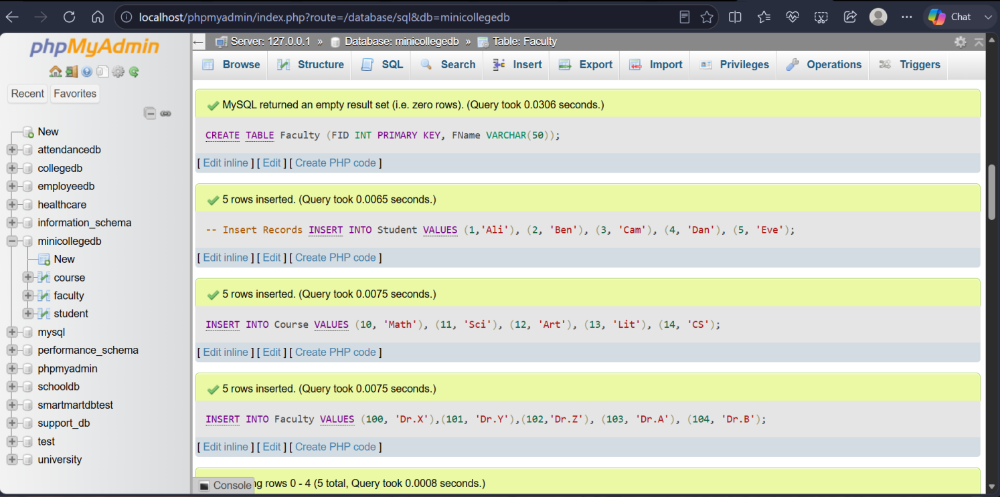 localhost/phpmyadmin/index.php?route=/database/sql&db=minicollegedb
Chat
phpMyAdmin
Recent
Favorites
New
attendancedb
collegedb
employeedb
healthcare
information_schema
minicollegedb
New
course
faculty
student
mysql
performance_schema
phpmyadmin
schooldb
smartmartdbtest
support_db
test
university
Server: 127.0.0.1 » Database: minicollegedb » Table: Faculty
Browse Structure SQL Search Insert Export Import Privileges Operations Triggers
MySQL returned an empty result set (i.e. zero rows). (Query took 0.0306 seconds.)
CREATE TABLE Faculty (FID INT PRIMARY KEY, FName VARCHAR(50));
[ Edit inline ] [ Edit ] [ Create PHP code ]
5 rows inserted. (Query took 0.0065 seconds.)
-- Insert Records INSERT INTO Student VALUES (1,'Ali'), (2, 'Ben'), (3, 'Cam'), (4, 'Dan'), (5, 'Eve');
[ Edit inline ] [ Edit ] [ Create PHP code ]
5 rows inserted. (Query took 0.0075 seconds.)
INSERT INTO Course VALUES (10, 'Math'), (11, 'Sci'), (12, 'Art'), (13, 'Lit'), (14, 'CS');
[ Edit inline ] [ Edit ] [ Create PHP code ]
5 rows inserted. (Query took 0.0075 seconds.)
INSERT INTO Faculty VALUES (100, 'Dr.X'),(101, 'Dr.Y'),(102,'Dr.Z'), (103, 'Dr.A'), (104, 'Dr.B');
[ Edit inline ] [ Edit ] [ Create PHP code ]
Console
rows 0 - 4 (5 total, Query took 0.0008 seconds.)